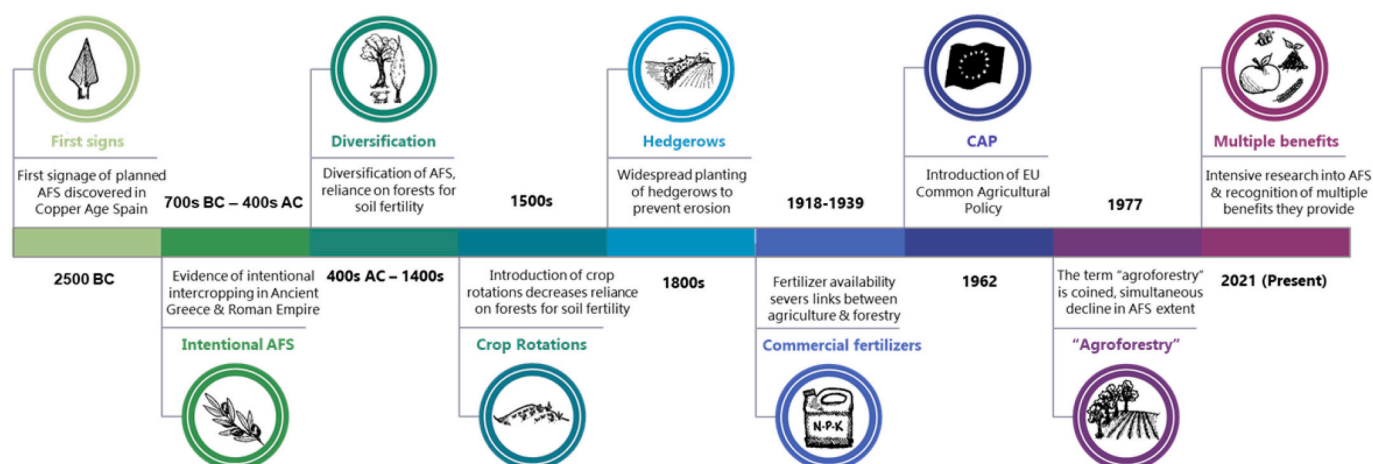 First signs
First signage of planned
AFS discovered in
Copper Age Spain
2500 BC
700s BC – 400s AC
Evidence of intentional
intercropping in Ancient
Greece & Roman Empire
Intentional AFS
Diversification
Diversification of AFS,
reliance on forests for
soil fertility
400s AC – 1400s
1500s
Introduction of crop
rotations decreases reliance
on forests for soil fertility
Crop Rotations
Hedgerows
Widespread planting
of hedgerows to
prevent erosion
1800s
1918-1939
Fertilizer availability
severs links between
agriculture & forestry
Commercial fertilizers
N-P-K
CAP
Introduction of EU
Common Agricultural
Policy
1962
1977
The term “agroforestry”
is coined, simultaneous
decline in AFS extent
“Agroforestry”
Multiple benefits
Intensive research into AFS
& recognition of multiple
benefits they provide
2021 (Present)